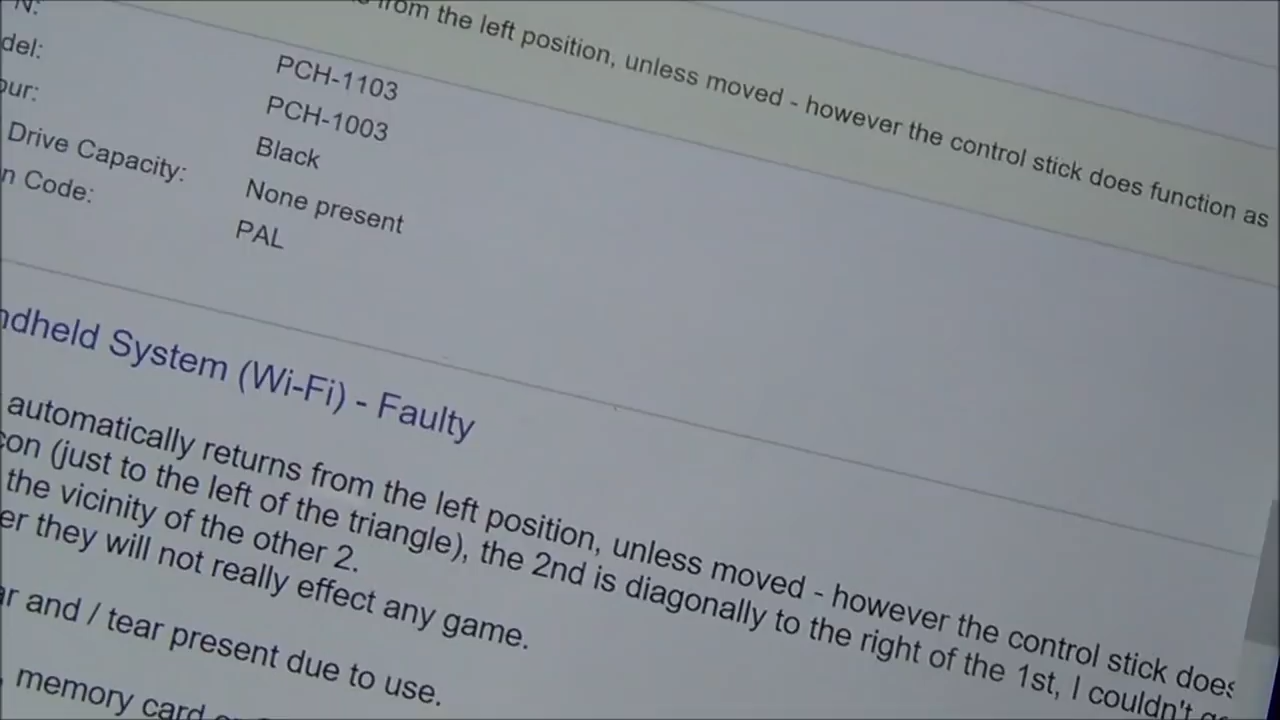 from the left position, unless moved - however the control stick does function as
N: PCH-1103
del: PCH-1003
our: Black
Drive Capacity: None present
n Code: PAL
ndheld System (Wi-Fi) - Faulty
automatically returns from the left position, unless moved - however the control stick does
con (just to the left of the triangle), the 2nd is diagonally to the right of the 1st, I couldn't
the vicinity of the other 2.
er they will not really effect any game.
ar and / tear present due to use.
memory card